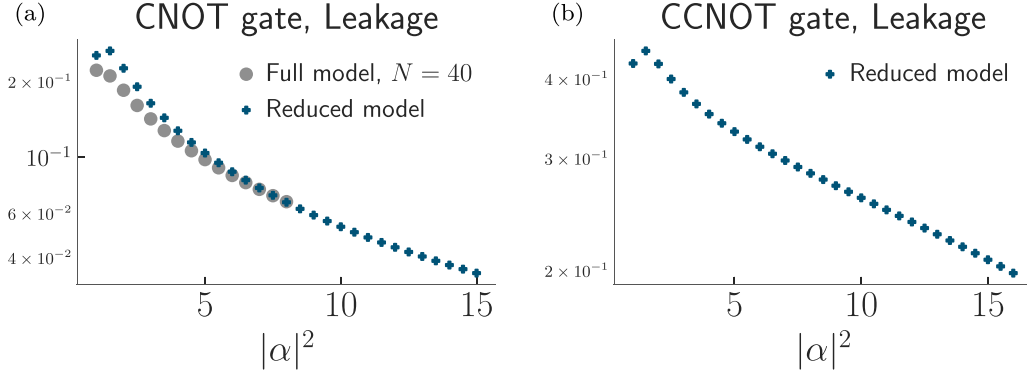 (a) CNOT gate, Leakage
Full model, N = 40
Reduced model
2 × 10⁻¹
10⁻¹
6 × 10⁻²
4 × 10⁻²
5 10 15
|α|²
(b) CCNOT gate, Leakage
Reduced model
4 × 10⁻¹
3 × 10⁻¹
2 × 10⁻¹
5 10 15
|α|²